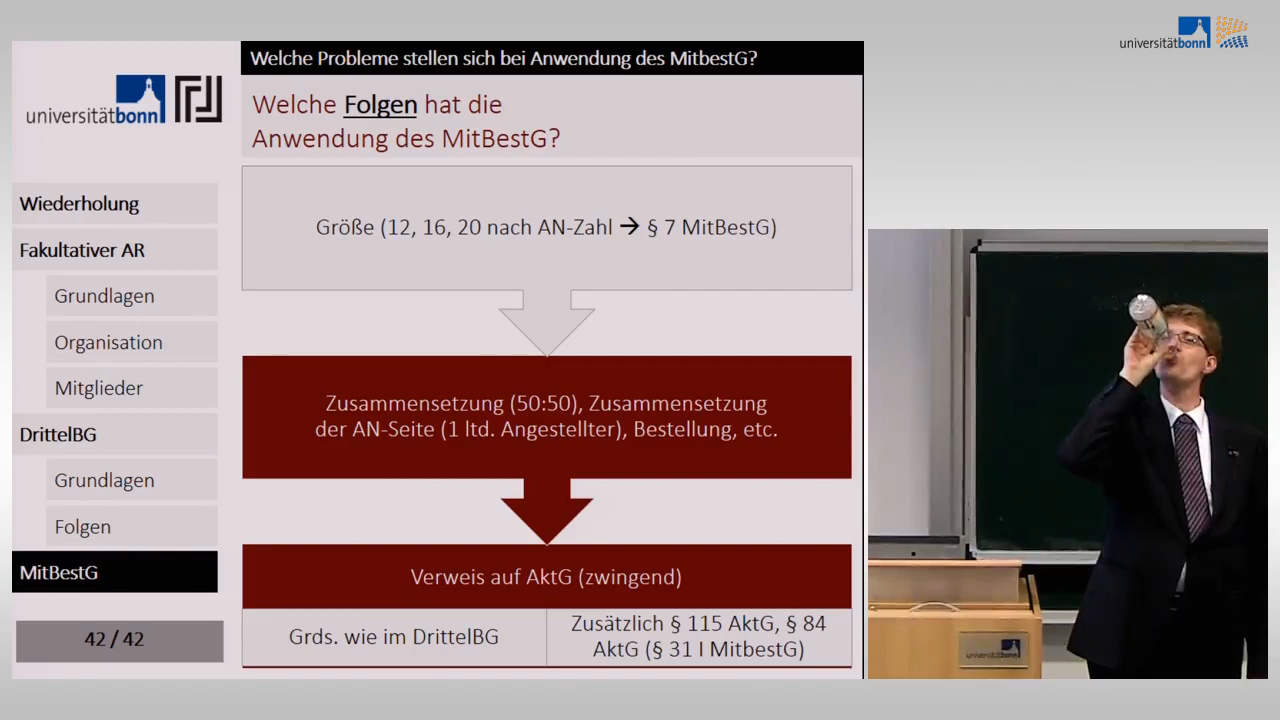 universitätbonn
Welche Probleme stellen sich bei Anwendung des MitbestG?
universitätbonn
Welche Folgen hat die
Anwendung des MitBestG?
Wiederholung
Fakultativer AR
Grundlagen
Organisation
Mitglieder
DrittelBG
Grundlagen
Folgen
MitBestG
42 / 42
Größe (12, 16, 20 nach AN-Zahl → § 7 MitBestG)
Zusammensetzung (50:50), Zusammensetzung
der AN-Seite (1 ltd. Angestellter), Bestellung, etc.
Verweis auf AktG (zwingend)
Grds. wie im DrittelBG
Zusätzlich § 115 AktG, § 84
AktG (§ 31 I MitbestG)
universitätbonn